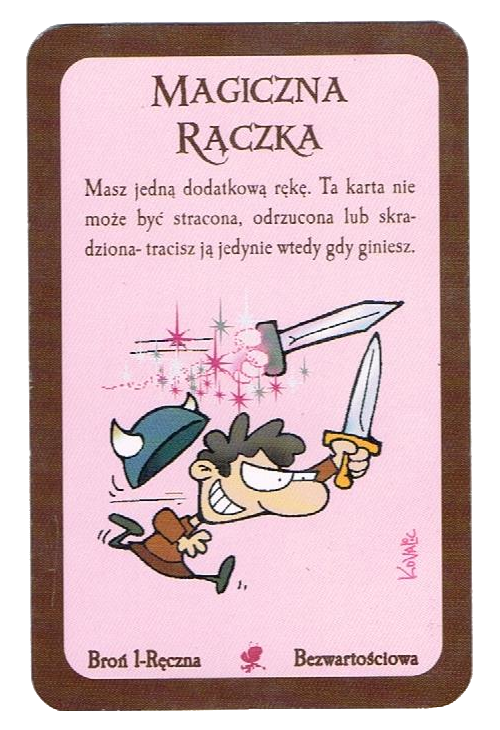 MAGICZNA
RĄCZKA
Masz jedną dodatkową rękę. Ta karta nie
może być stracona, odrzucona lub skra-
dziona- tracisz ją jedynie wtedy gdy giniesz.
KOVALIC
Broń 1-Ręczna
Bezwartościowa